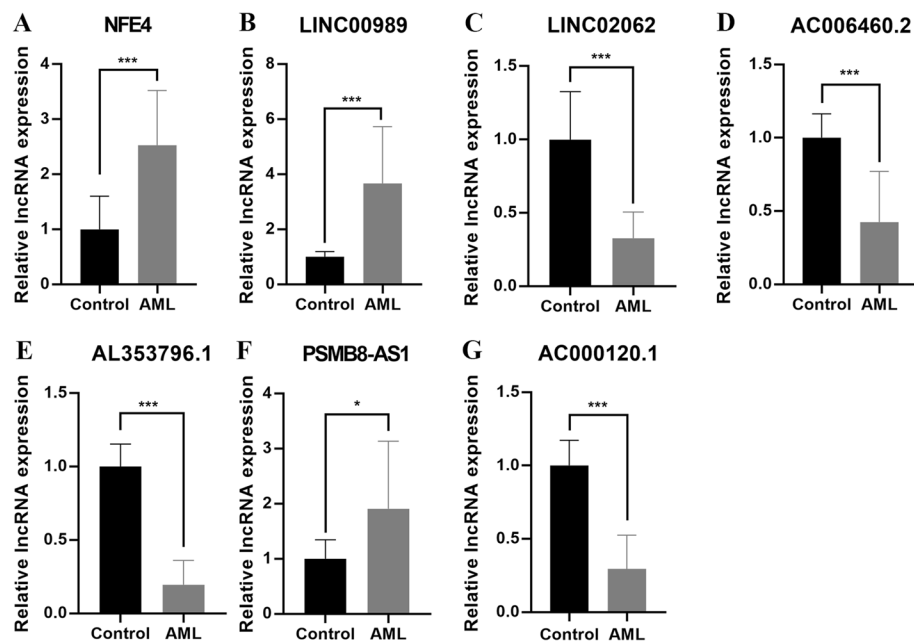 A NFE4
Relative lncRNA expression
4
3
2
1
0
***
Control AML
B LINC00989
Relative lncRNA expression
8
6
4
2
0
***
Control AML
C LINC02062
Relative lncRNA expression
1.5
1.0
0.5
0.0
***
Control AML
D AC006460.2
Relative lncRNA expression
1.5
1.0
0.5
0.0
***
Control AML
E AL353796.1
Relative lncRNA expression
1.5
1.0
0.5
0.0
***
Control AML
F PSMB8-AS1
Relative lncRNA expression
4
3
2
1
0
*
Control AML
G AC000120.1
Relative lncRNA expression
1.5
1.0
0.5
0.0
***
Control AML